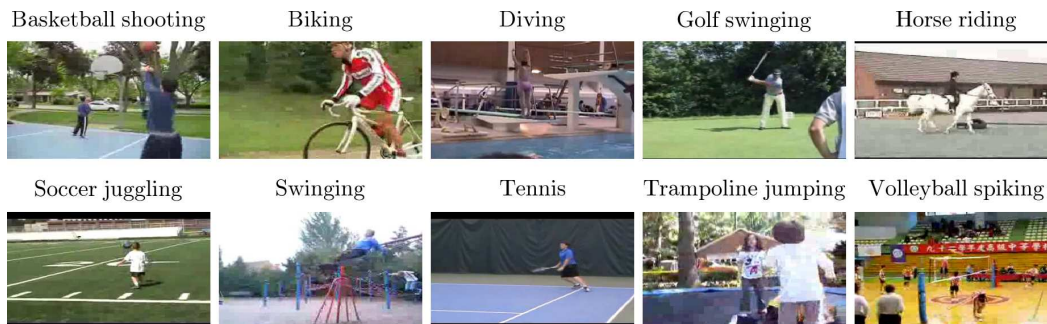 Basketball shooting
Biking
Diving
Golf swinging
Horse riding
Soccer juggling
Swinging
Tennis
Trampoline jumping
Volleyball spiking